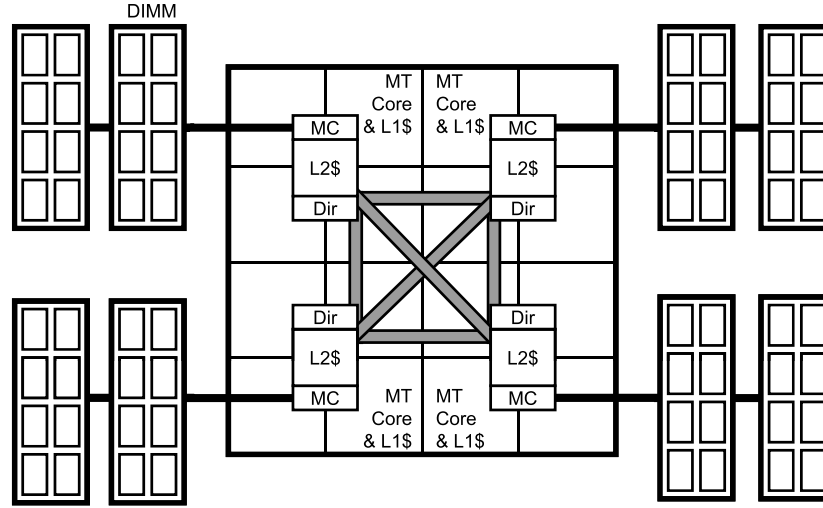 DIMM
MT
Core
& L1$
MT
Core
& L1$
MC
L2$
Dir
MC
L2$
Dir
Dir
L2$
MC
Dir
L2$
MC
MT
Core
& L1$
MT
Core
& L1$